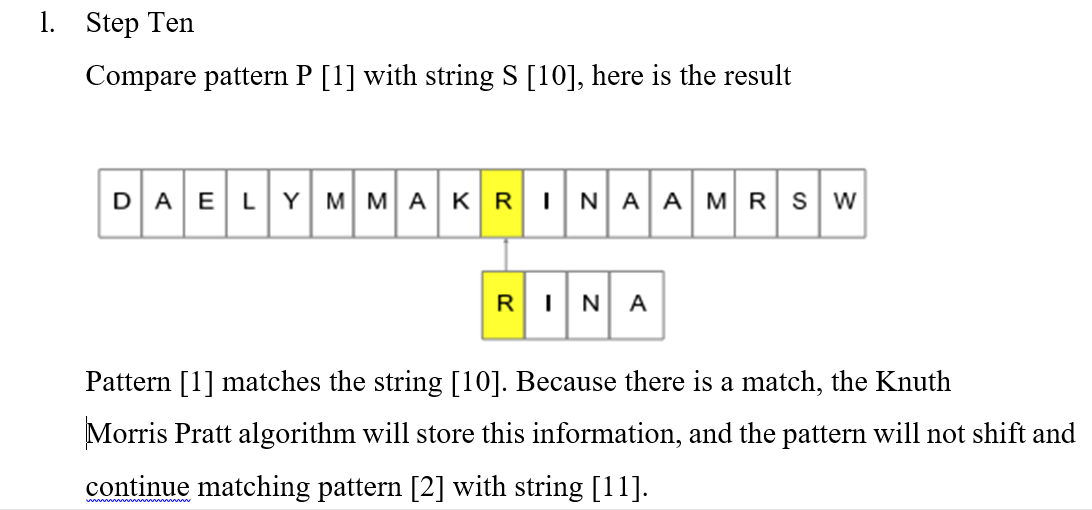 l. Step Ten
Compare pattern P [1] with string S [10], here is the result
D A E L Y M M A K R I N A A M R S W
R I N A
Pattern [1] matches the string [10]. Because there is a match, the Knuth
Morris Pratt algorithm will store this information, and the pattern will not shift and
continue matching pattern [2] with string [11].